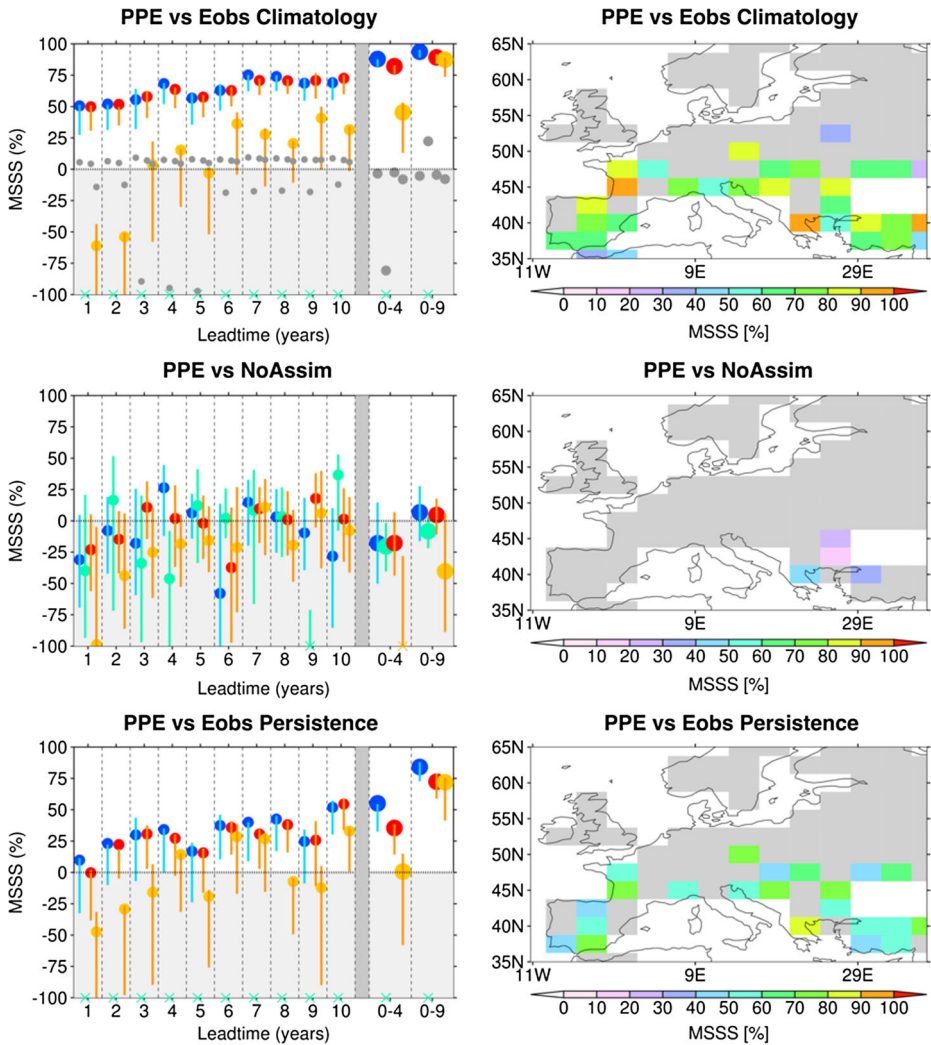 PPE vs Eobs Climatology
MSSS (%)
100
75
50
25
0
-25
-50
-75
-100
1 2 3 4 5 6 7 8 9 10 0-4 0-9
Leadtime (years)
PPE vs Eobs Climatology
65N
60N
55N
50N
45N
40N
35N
11W 9E 29E
0 10 20 30 40 50 60 70 80 90 100
MSSS [%]
PPE vs NoAssim
MSSS (%)
100
75
50
25
0
-25
-50
-75
-100
1 2 3 4 5 6 7 8 9 10 0-4 0-9
Leadtime (years)
PPE vs NoAssim
65N
60N
55N
50N
45N
40N
35N
11W 9E 29E
0 10 20 30 40 50 60 70 80 90 100
MSSS [%]
PPE vs Eobs Persistence
MSSS (%)
100
75
50
25
0
-25
-50
-75
-100
1 2 3 4 5 6 7 8 9 10 0-4 0-9
Leadtime (years)
PPE vs Eobs Persistence
65N
60N
55N
50N
45N
40N
35N
11W 9E 29E
0 10 20 30 40 50 60 70 80 90 100
MSSS [%]